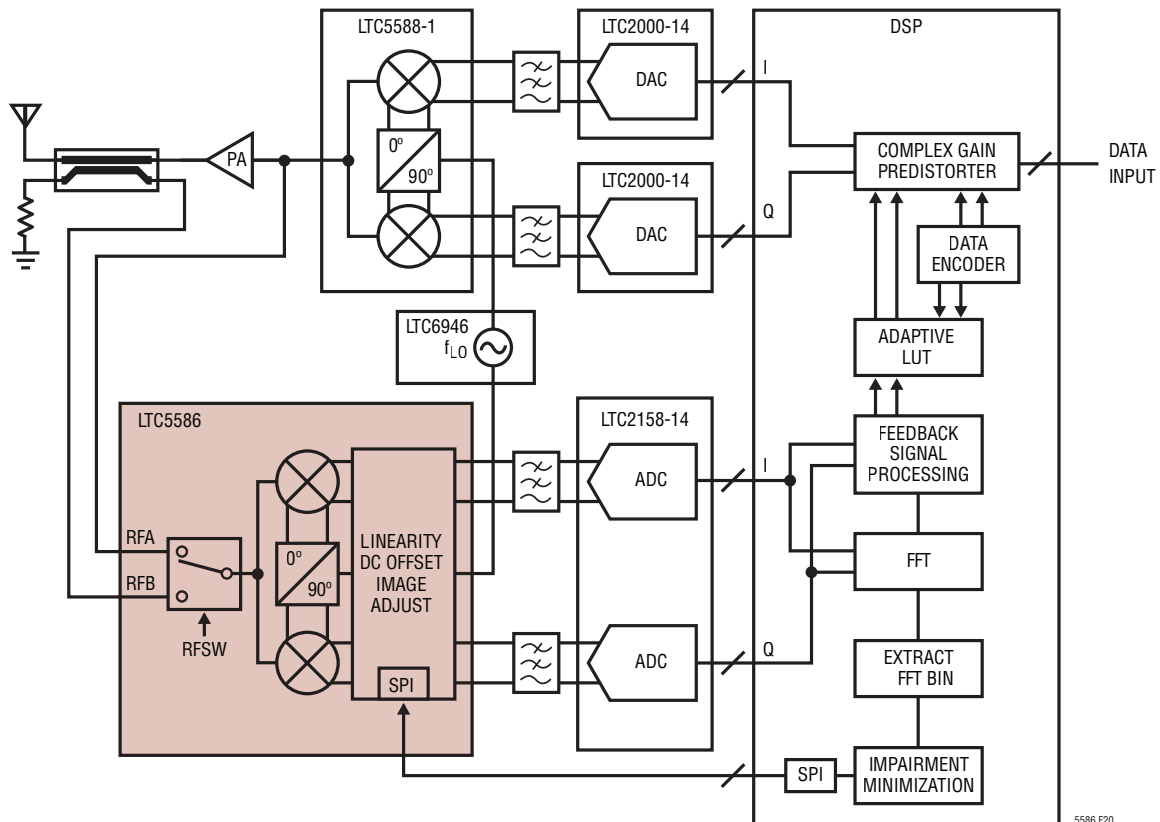 LTC5588-1
LTC2000-14
DSP
DAC
I
0º
90º
PA
COMPLEX GAIN
PREDISTORTER
DATA
INPUT
LTC2000-14
DAC
Q
DATA
ENCODER
LTC6946
fLO
ADAPTIVE
LUT
LTC5586
LTC2158-14
ADC
I
FEEDBACK
SIGNAL
PROCESSING
RFA
RFB
RFSW
0º
90º
LINEARITY
DC OFFSET
IMAGE
ADJUST
SPI
FFT
ADC
Q
EXTRACT
FFT BIN
SPI
IMPAIRMENT
MINIMIZATION
5586 F20